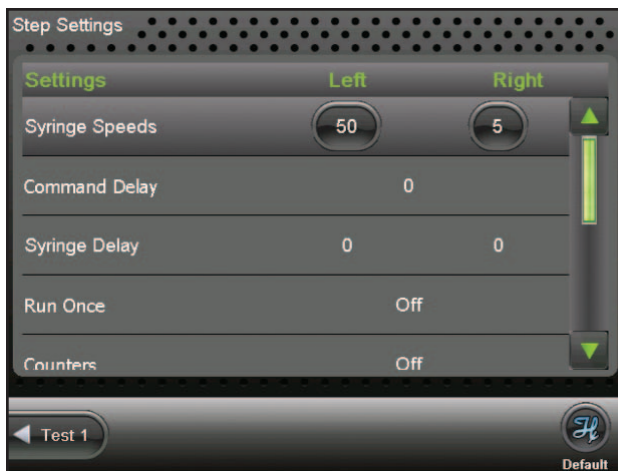 Step Settings
Settings Left Right
Syringe Speeds 50 5
Command Delay 0
Syringe Delay 0 0
Run Once Off
Counters Off
Test 1
Default